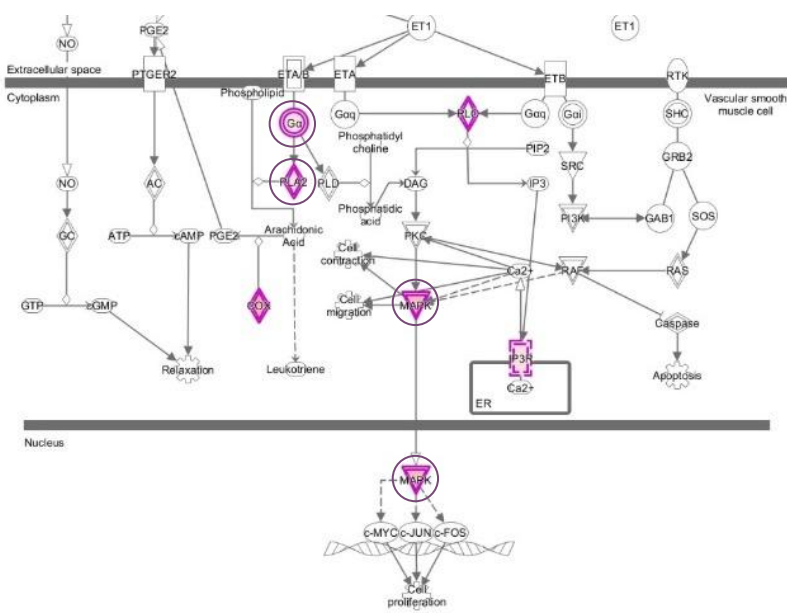 PGE2
ET1
ET1
NO
Extracellular space
PTGER2
ETA/B
ETA
ETB
RTK
Cytoplasm
Phospholipid
Vascular smooth
muscle cell
Gα
Gαq
PLC
Gαq
Gαi
SHC
Phosphatidyl
choline
PIP2
GRB2
SRC
NO
AC
PLA2
PLD
DAG
IP3
Phosphatidic
acid
PI3K
GAB1
SOS
GC
ATP
cAMP
PGE2
Arachidonic
Acid
PKC
Cell
contraction
Ca2+
RAF
RAS
GTP
cGMP
COX
Cell
migration
MAPK
Caspase
Relaxation
Leukotriene
IP3R
Ca2+
ER
Apoptosis
Nucleus
MAPK
c-MYC
c-JUN
c-FOS
Cell
proliferation